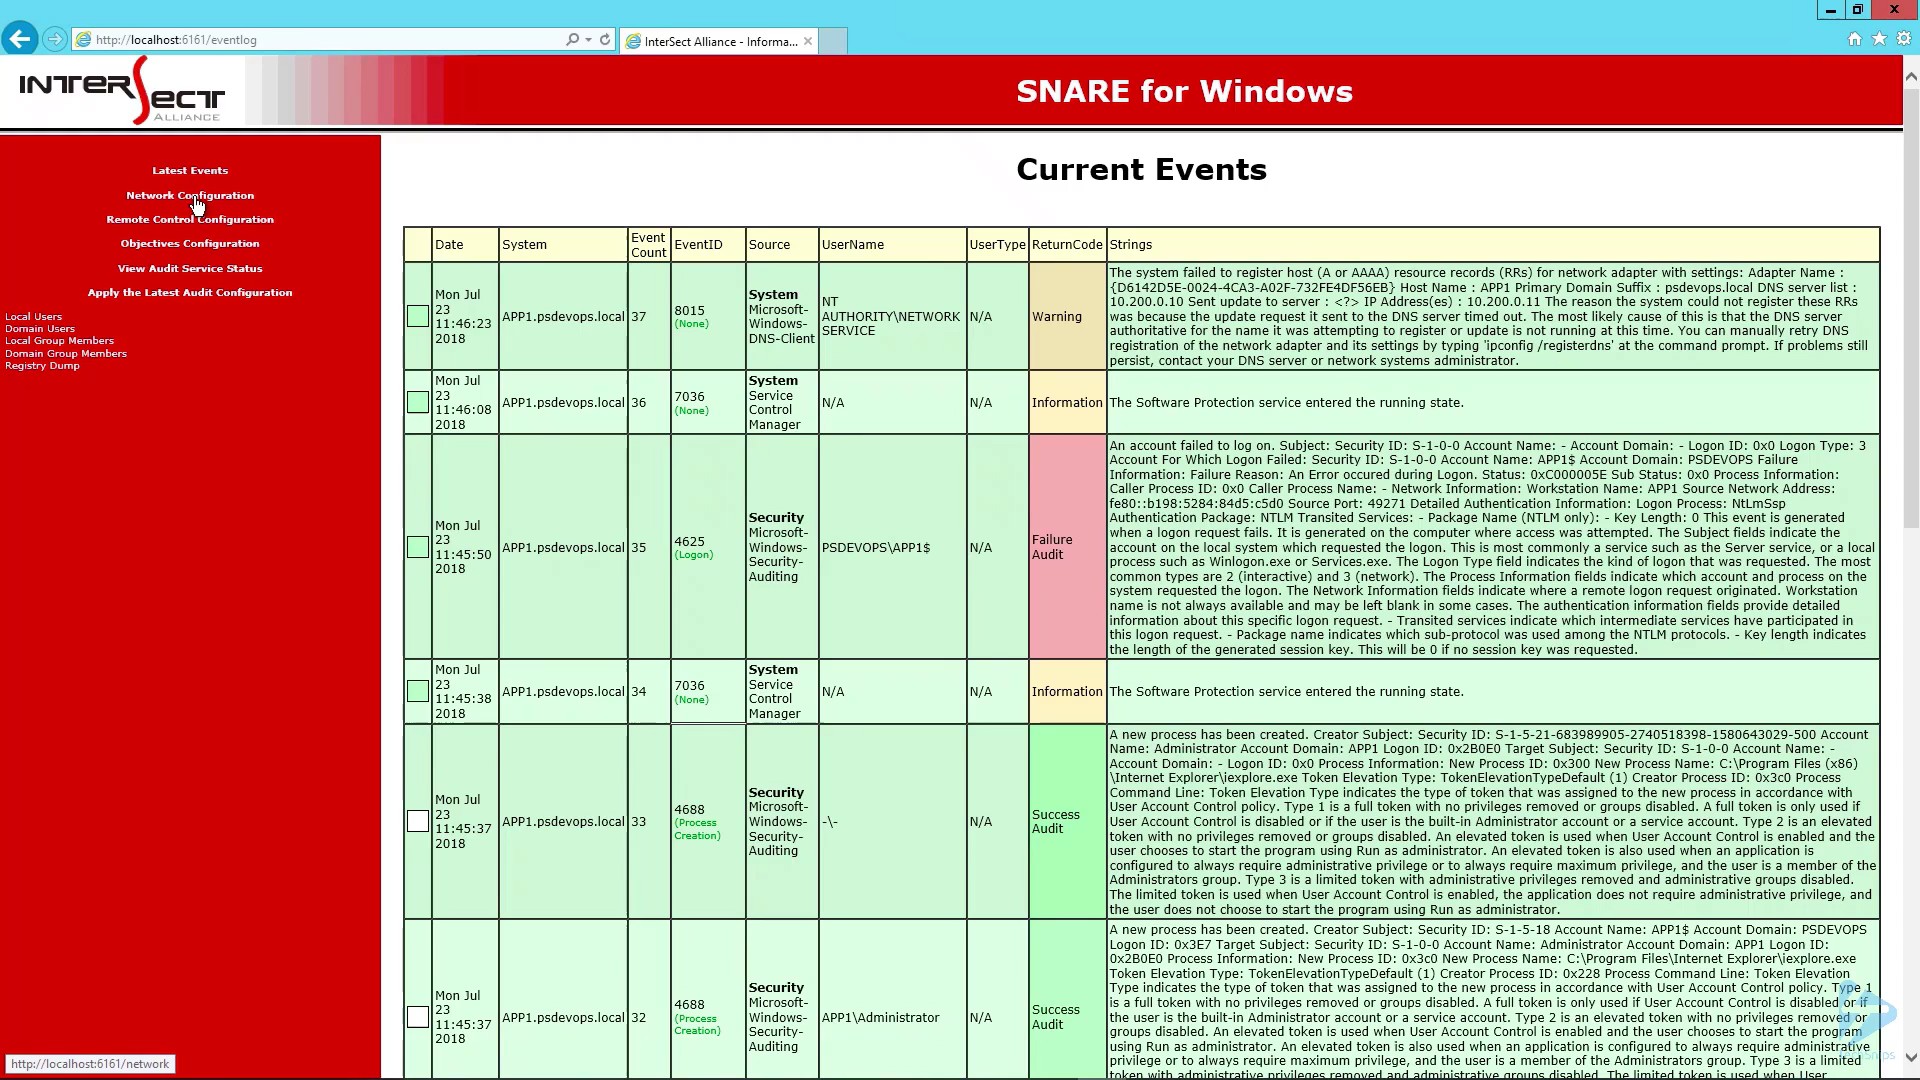 http://localhost:6161/eventlog
InterSect Alliance - Informa...
INTERSECT
ALLIANCE
SNARE for Windows
Latest Events
Network Configuration
Remote Control Configuration
Objectives Configuration
View Audit Service Status
Apply the Latest Audit Configuration
Local Users
Domain Users
Local Group Members
Domain Group Members
Registry Dump
Current Events
Date System Event Count EventID Source UserName UserType ReturnCode Strings
Mon Jul 23 11:46:23 2018
APP1.psdevops.local
37
8015
(None)
System
Microsoft-
Windows-
DNS-Client
NT
AUTHORITY\NETWORK
SERVICE
N/A
Warning
The system failed to register host (A or AAAA) resource records (RRs) for network adapter with settings: Adapter Name :
{D6142D5E-0024-4CA3-A02F-732FE4DF56EB} Host Name : APP1 Primary Domain Suffix : psdevops.local DNS server list :
10.200.0.10 Sent update to server : <?> IP Address(es) : 10.200.0.11 The reason the system could not register these RRs
was because the update request it sent to the DNS server timed out. The most likely cause of this is that the DNS server
authoritative for the name it was attempting to register or update is not running at this time. You can manually retry DNS
registration of the network adapter and its settings by typing 'ipconfig /registerdns' at the command prompt. If problems still
persist, contact your DNS server or network systems administrator.
Mon Jul 23 11:46:08 2018
APP1.psdevops.local
36
7036
(None)
System
Service
Control
Manager
N/A
N/A
Information
The Software Protection service entered the running state.
Mon Jul 23 11:45:50 2018
APP1.psdevops.local
35
4625
(Logon)
Security
Microsoft-
Windows-
Security-
Auditing
PSDEVOPS\APP1$
N/A
Failure
Audit
An account failed to log on. Subject: Security ID: S-1-0-0 Account Name: - Account Domain: - Logon ID: 0x0 Logon Type: 3
Account For Which Logon Failed: Security ID: S-1-0-0 Account Name: APP1$ Account Domain: PSDEVOPS Failure
Information: Failure Reason: An Error occured during Logon. Status: 0xC000005E Sub Status: 0x0 Process Information:
Caller Process ID: 0x0 Caller Process Name: - Network Information: Workstation Name: APP1 Source Network Address:
fe80::b198:5284:84d5:c5d0 Source Port: 49271 Detailed Authentication Information: Logon Process: NtLmSsp
Authentication Package: NTLM Transited Services: - Package Name (NTLM only): - Key Length: 0 This event is generated
when a logon request fails. It is generated on the computer where access was attempted. The Subject fields indicate the
account on the local system which requested the logon. This is most commonly a service such as the Server service, or a local
process such as Winlogon.exe or Services.exe. The Logon Type field indicates the kind of logon that was requested. The most
common types are 2 (interactive) and 3 (network). The Process Information fields indicate which account and process on the
system requested the logon. The Network Information fields indicate where a remote logon request originated. Workstation
name is not always available and may be left blank in some cases. The authentication information fields provide detailed
information about this specific logon request. - Transited services indicate which intermediate services have participated in
this logon request. - Package name indicates which sub-protocol was used among the NTLM protocols. - Key length indicates
the length of the generated session key. This will be 0 if no session key was requested.
Mon Jul 23 11:45:38 2018
APP1.psdevops.local
34
7036
(None)
System
Service
Control
Manager
N/A
N/A
Information
The Software Protection service entered the running state.
Mon Jul 23 11:45:37 2018
APP1.psdevops.local
33
4688
(Process
Creation)
Security
Microsoft-
Windows-
Security-
Auditing
-\-
N/A
Success
Audit
A new process has been created. Creator Subject: Security ID: S-1-5-21-683989905-2740518398-1580643029-500 Account
Name: Administrator Account Domain: APP1 Logon ID: 0x2B0E0 Target Subject: Security ID: S-1-0-0 Account Name: -
Account Domain: - Logon ID: 0x0 Process Information: New Process ID: 0x300 New Process Name: C:\Program Files (x86)
\Internet Explorer\iexplore.exe Token Elevation Type: TokenElevationTypeDefault (1) Creator Process ID: 0x3c0 Process
Command Line: Token Elevation Type indicates the type of token that was assigned to the new process in accordance with
User Account Control policy. Type 1 is a full token with no privileges removed or groups disabled. A full token is only used if
User Account Control is disabled or if the user is the built-in Administrator account or a service account. Type 2 is an elevated
token with no privileges removed or groups disabled. An elevated token is used when User Account Control is enabled and the
user chooses to start the program using Run as administrator. An elevated token is also used when an application is
configured to always require administrative privilege or to always require maximum privilege, and the user is a member of the
Administrators group. Type 3 is a limited token with administrative privileges removed and administrative groups disabled.
The limited token is used when User Account Control is enabled, the application does not require administrative privilege, and
the user does not choose to start the program using Run as administrator.
Mon Jul 23 11:45:37 2018
APP1.psdevops.local
32
4688
(Process
Creation)
Security
Microsoft-
Windows-
Security-
Auditing
APP1\Administrator
N/A
Success
Audit
A new process has been created. Creator Subject: Security ID: S-1-5-18 Account Name: APP1$ Account Domain: PSDEVOPS
Logon ID: 0x3E7 Target Subject: Security ID: S-1-0-0 Account Name: Administrator Account Domain: APP1 Logon ID:
0x2B0E0 Process Information: New Process ID: 0x3c0 New Process Name: C:\Program Files\Internet Explorer\iexplore.exe
Token Elevation Type: TokenElevationTypeDefault (1) Creator Process ID: 0x228 Process Command Line: Token Elevation
Type indicates the type of token that was assigned to the new process in accordance with User Account Control policy. Type 1
is a full token with no privileges removed or groups disabled. A full token is only used if User Account Control is disabled or if
the user is the built-in Administrator account or a service account. Type 2 is an elevated token with no privileges removed or
groups disabled. An elevated token is used when User Account Control is enabled and the user chooses to start the program
using Run as administrator. An elevated token is also used when an application is configured to always require administrative
privilege or to always require maximum privilege, and the user is a member of the Administrators group. Type 3 is a limited
token with administrative privileges removed and administrative groups disabled. The limited token is used when User
http://localhost:6161/network